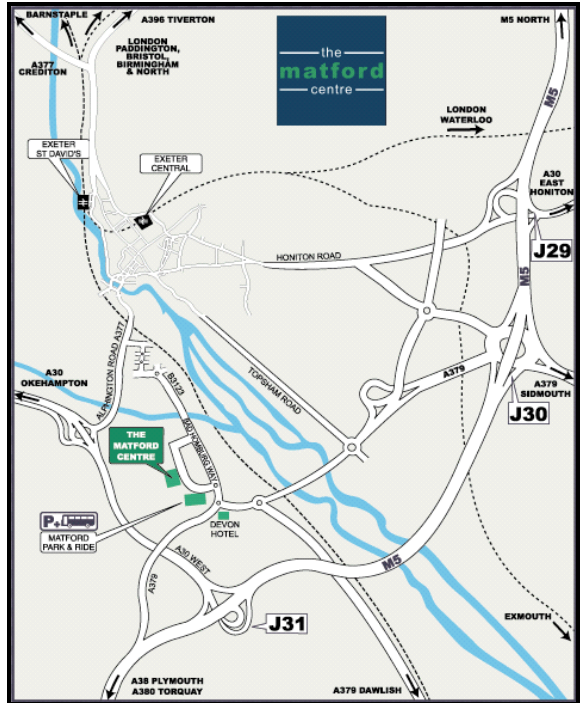 BARNSTAPLE
A396 TIVERTON
M5 NORTH
LONDON
PADDINGTON,
BRISTOL,
BIRMINGHAM
& NORTH
A377
CREDITON
the
matford
centre
M5
LONDON
WATERLOO
EXETER
ST DAVID'S
EXETER
CENTRAL
A30
EAST
HONITON
J29
HONITON ROAD
M5
ALPHINGTON ROAD A377
A30
OKEHAMPTON
B3123
TOPSHAM ROAD
A379
A379
SIDMOUTH
J30
BAD HOMBURG WAY
THE
MATFORD
CENTRE
P+
MATFORD
PARK & RIDE
DEVON
HOTEL
A30 WEST
A379
M5
J31
EXMOUTH
A38 PLYMOUTH
A380 TORQUAY
A379 DAWLISH